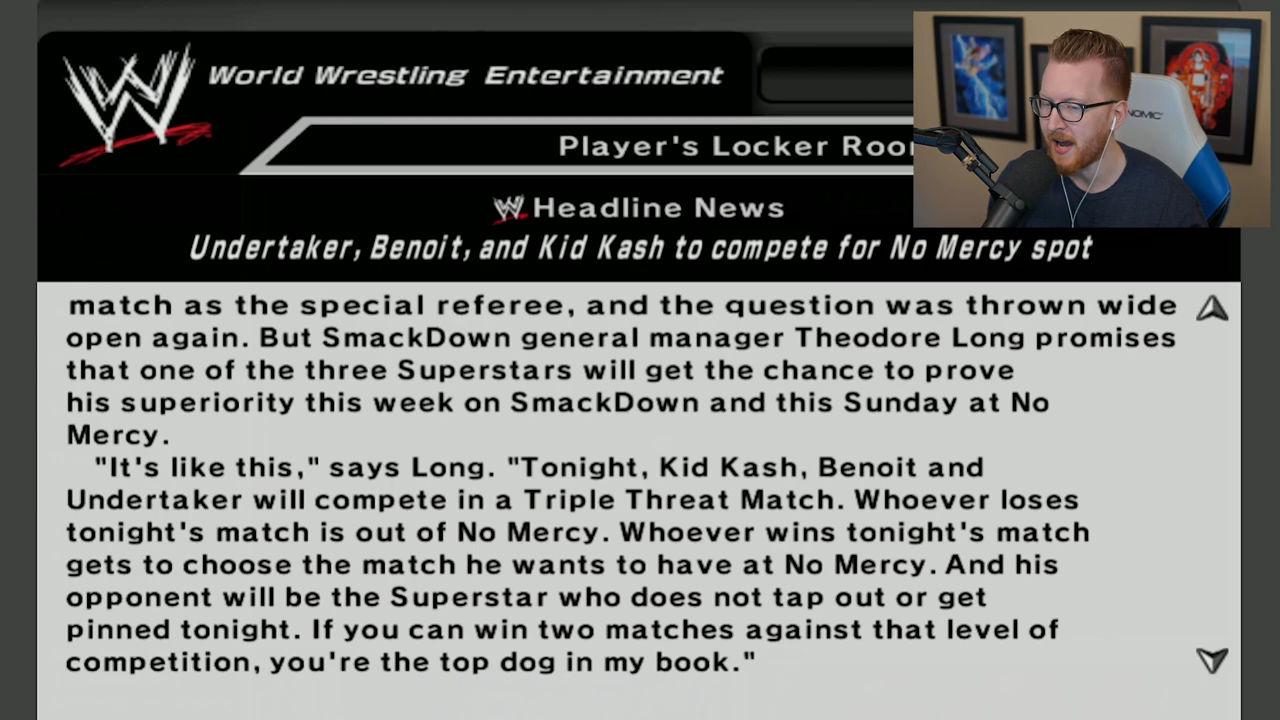 World Wrestling Entertainment
Player's Locker Roo
Headline News
Undertaker, Benoit, and Kid Kash to compete for No Mercy spot
match as the special referee, and the question was thrown wide
open again. But SmackDown general manager Theodore Long promises
that one of the three Superstars will get the chance to prove
his superiority this week on SmackDown and this Sunday at No
Mercy.
"It's like this," says Long. "Tonight, Kid Kash, Benoit and
Undertaker will compete in a Triple Threat Match. Whoever loses
tonight's match is out of No Mercy. Whoever wins tonight's match
gets to choose the match he wants to have at No Mercy. And his
opponent will be the Superstar who does not tap out or get
pinned tonight. If you can win two matches against that level of
competition, you're the top dog in my book."